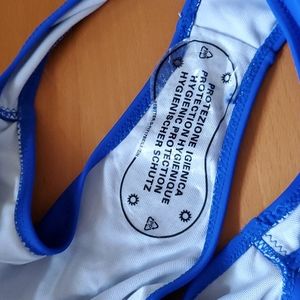 PROTEZIONE IGIENICA
PROTECTION HYGIENIQUE
HYGIENIC PROTECTION
HYGIENISCHER SCHUTZ